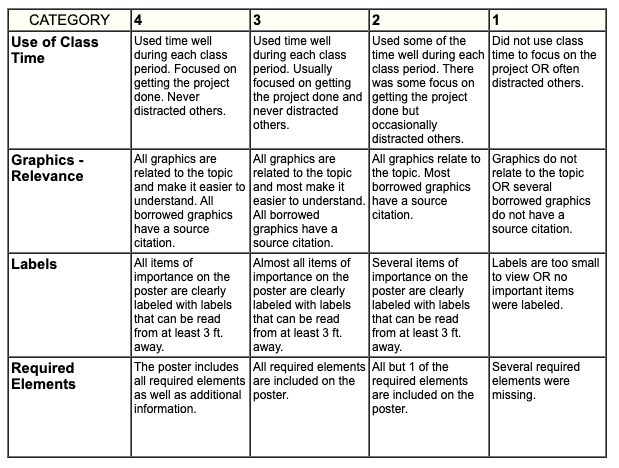 CATEGORY
4
3
2
1
Use of Class
Time
Used time well
during each class
period. Focused on
getting the project
done. Never
distracted others.
Used time well
during each class
period. Usually
focused on getting
the project done and
never distracted
others.
Used some of the
time well during each
class period. There
was some focus on
getting the project
done but
occasionally
distracted others.
Did not use class
time to focus on the
project OR often
distracted others.
Graphics -
Relevance
All graphics are
related to the topic
and make it easier to
understand. All
borrowed graphics
have a source
citation.
All graphics are
related to the topic
and most make it
easier to understand.
All borrowed
graphics have a
source citation.
All graphics relate to
the topic. Most
borrowed graphics
have a source
citation.
Graphics do not
relate to the topic
OR several
borrowed graphics
do not have a
source citation.
Labels
All items of
importance on the
poster are clearly
labeled with labels
that can be read
from at least 3 ft.
away.
Almost all items of
importance on the
poster are clearly
labeled with labels
that can be read
from at least 3 ft.
away.
Several items of
importance on the
poster are clearly
labeled with labels
that can be read
from at least 3 ft.
away.
Labels are too small
to view OR no
important items
were labeled.
Required
Elements
The poster includes
all required elements
as well as additional
information.
All required elements
are included on the
poster.
All but 1 of the
required elements
are included on the
poster.
Several required
elements were
missing.